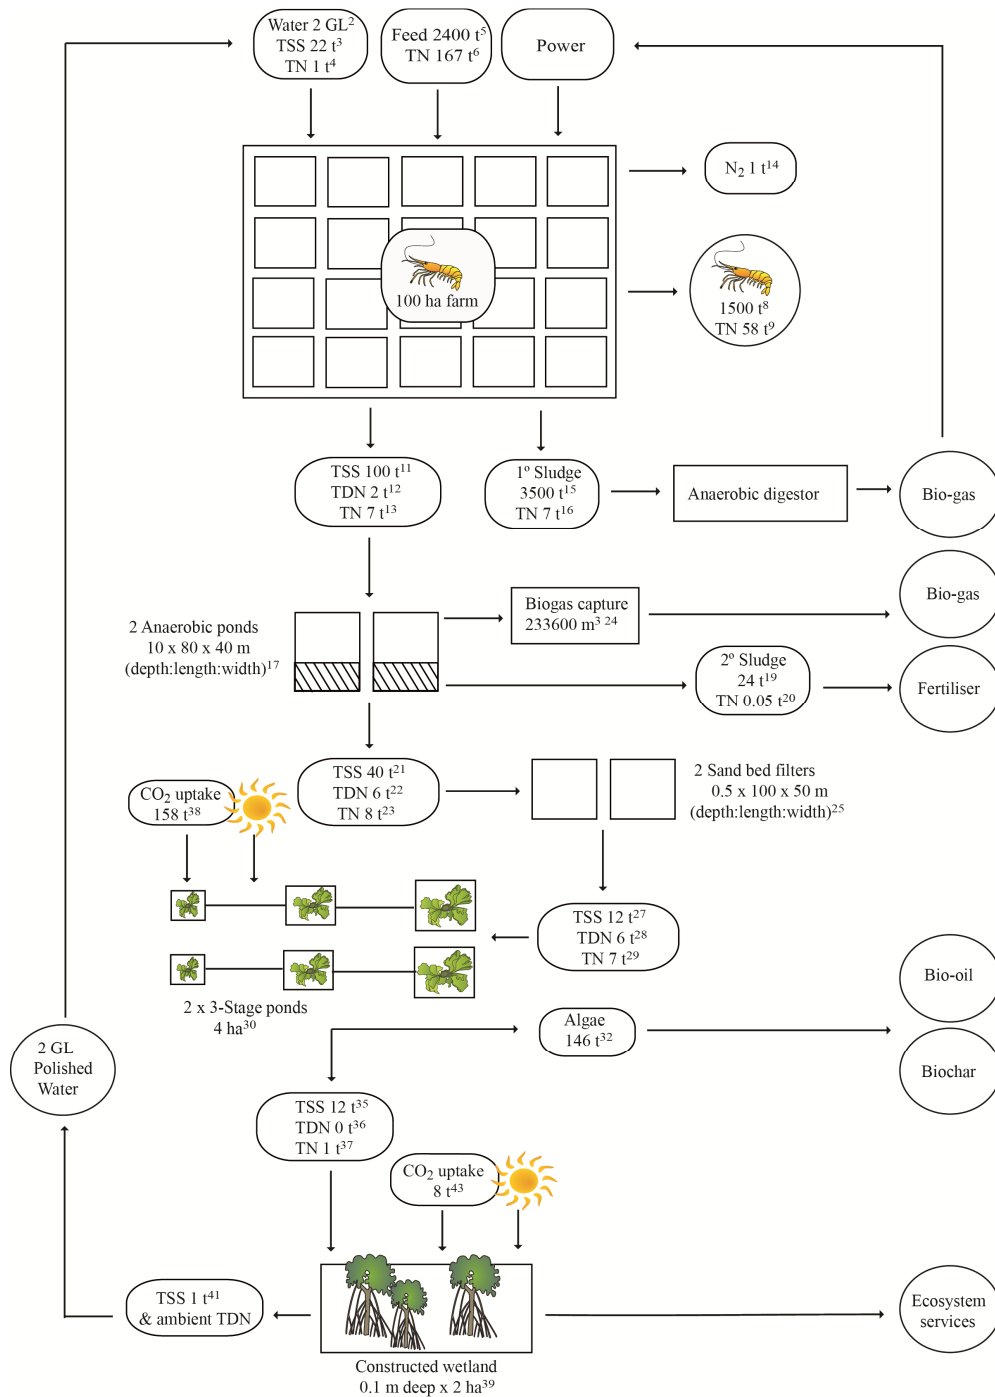 Water 2 GL²
TSS 22 t³
TN 1 t⁴
Feed 2400 t⁵
TN 167 t⁶
Power
N₂ 1 t¹⁴
100 ha farm
1500 t⁸
TN 58 t⁹
TSS 100 t¹¹
TDN 2 t¹²
TN 7 t¹³
1º Sludge
3500 t¹⁵
TN 7 t¹⁶
Anaerobic digestor
Bio-gas
2 Anaerobic ponds
10 x 80 x 40 m
(depth:length:width)¹⁷
Biogas capture
233600 m³ ²⁴
Bio-gas
2º Sludge
24 t¹⁹
TN 0.05 t²⁰
Fertiliser
CO₂ uptake
158 t³⁸
TSS 40 t²¹
TDN 6 t²²
TN 8 t²³
2 Sand bed filters
0.5 x 100 x 50 m
(depth:length:width)²⁵
TSS 12 t²⁷
TDN 6 t²⁸
TN 7 t²⁹
2 x 3-Stage ponds
4 ha³⁰
Algae
146 t³²
Bio-oil
Biochar
2 GL
Polished
Water
TSS 12 t³⁵
TDN 0 t³⁶
TN 1 t³⁷
CO₂ uptake
8 t⁴³
TSS 1 t⁴¹
& ambient TDN
Constructed wetland
0.1 m deep x 2 ha³⁹
Ecosystem
services